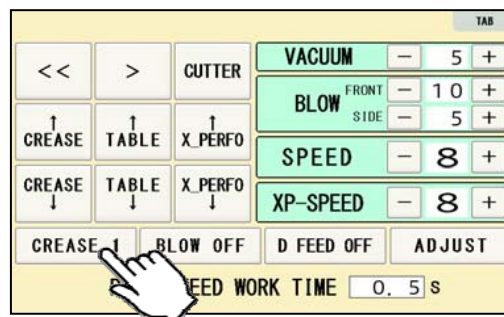 TAB
<< > CUTTER
VACUUM − 5 +
BLOW FRONT − 10 +
SIDE − 5 +
↑ CREASE ↑ TABLE ↑ X_PERFO
SPEED − 8 +
CREASE ↓ TABLE ↓ X_PERFO ↓
XP-SPEED − 8 +
CREASE 1 BLOW OFF D FEED OFF ADJUST
EED WORK TIME 0. 5 s